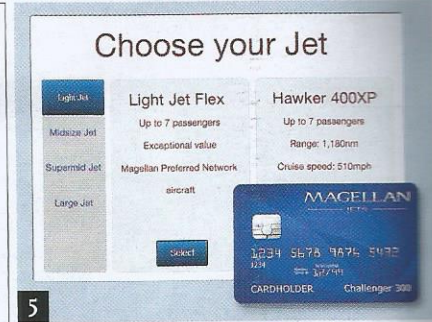 Choose your Jet
Light Jet
Midsize Jet
Supermid Jet
Large Jet
Light Jet Flex
Up to 7 passengers
Exceptional value
Magellan Preferred Network
aircraft
Select
Hawker 400XP
Up to 7 passengers
Range: 1,180nm
Cruise speed: 510mph
MAGELLAN
JETS
1234 5678 9876 5432
1234
12/99
CARDHOLDER Challenger 300
5